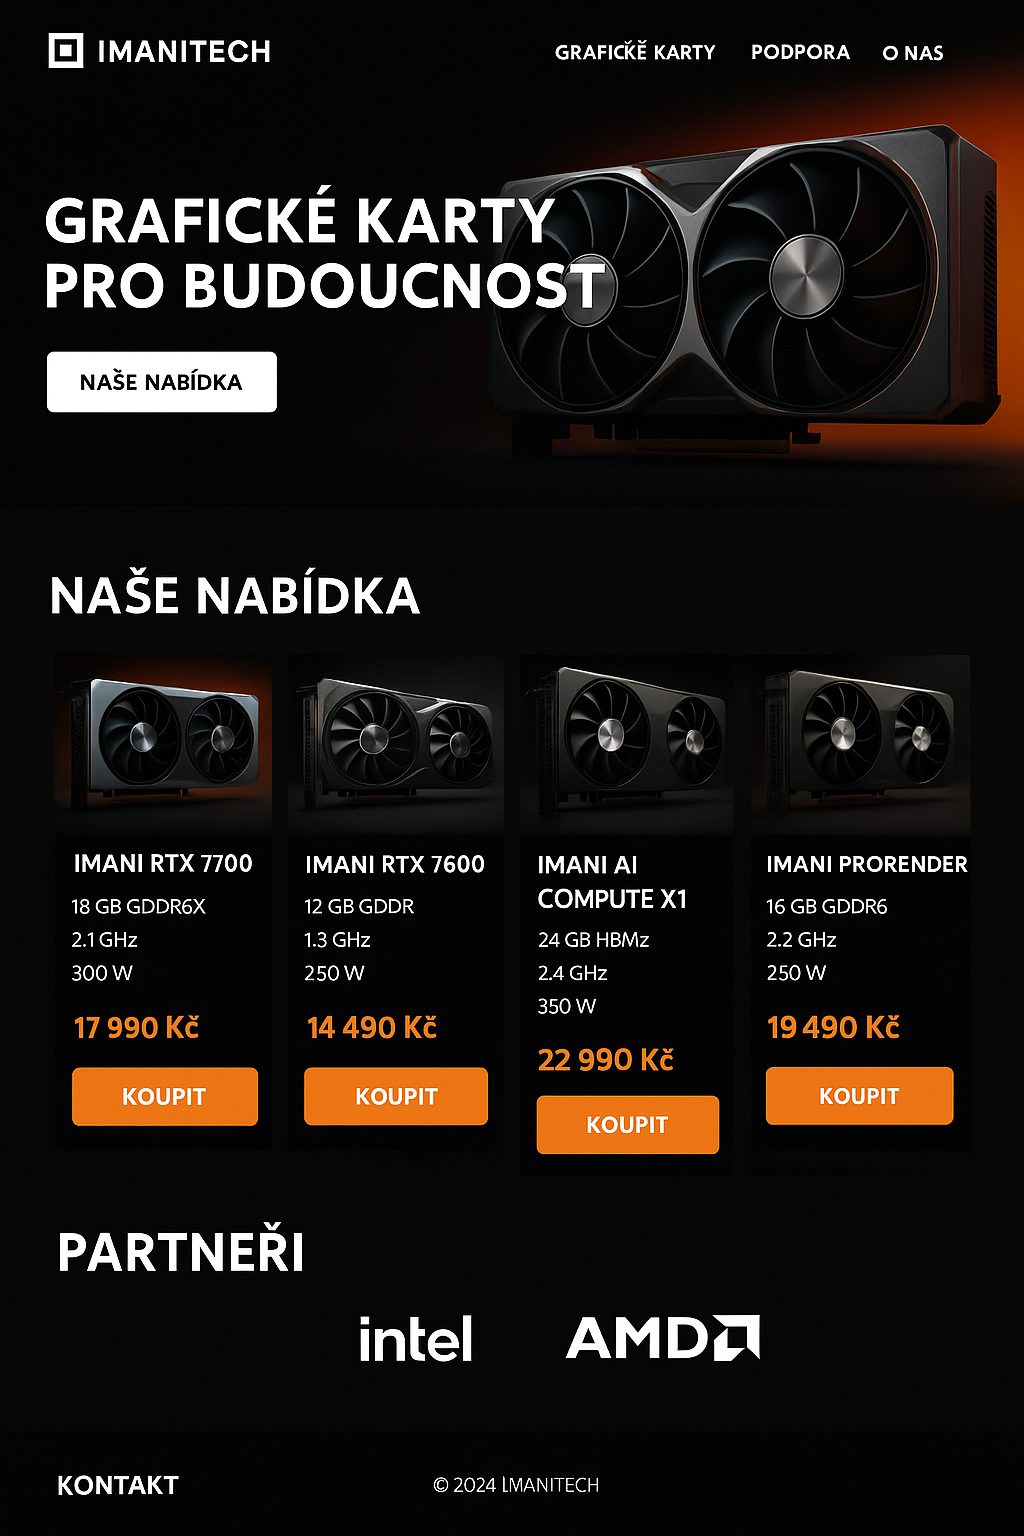 IMANITECH
GRAFIČKĚ KARTY
PODPORA
O NAS
GRAFICKÉ KARTY
PRO BUDOUCNOST
NAŠE NABÍDKA
NAŠE NABÍDKA
IMANI RTX 7700
18 GB GDDR6X
2.1 GHz
300 W
17 990 Kč
KOUPIT
IMANI RTX 7600
12 GB GDDR
1.3 GHz
250 W
14 490 Kč
KOUPIT
IMANI AI
COMPUTE X1
24 GB HBMz
2.4 GHz
350 W
22 990 Kč
KOUPIT
IMANI PRORENDER
16 GB GDDR6
2.2 GHz
250 W
19 490 Kč
KOUPIT
PARTNEŘI
intel
AMD
KONTAKT
© 2024 IMANITECH